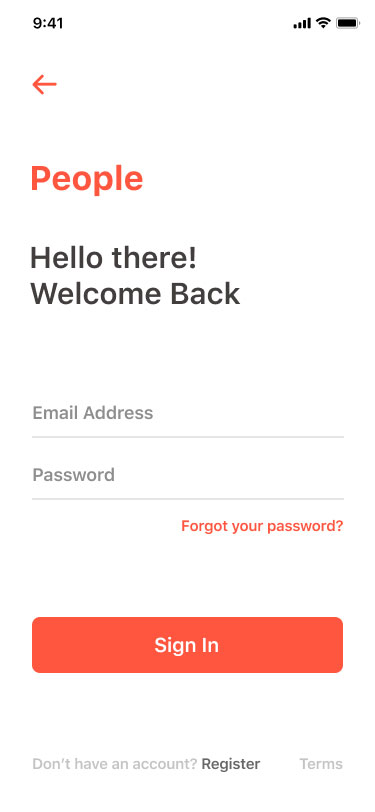 9:41
People
Hello there!
Welcome Back
Email Address
Password
Forgot your password?
Sign In
Don't have an account? Register Terms